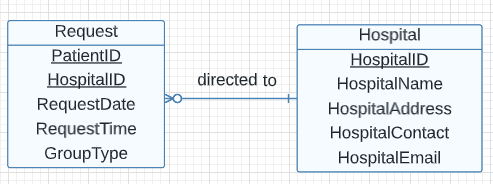 Request
PatientID
HospitalID
RequestDate
RequestTime
GroupType
directed to
Hospital
HospitalID
HospitalName
HospitalAddress
HospitalContact
HospitalEmail